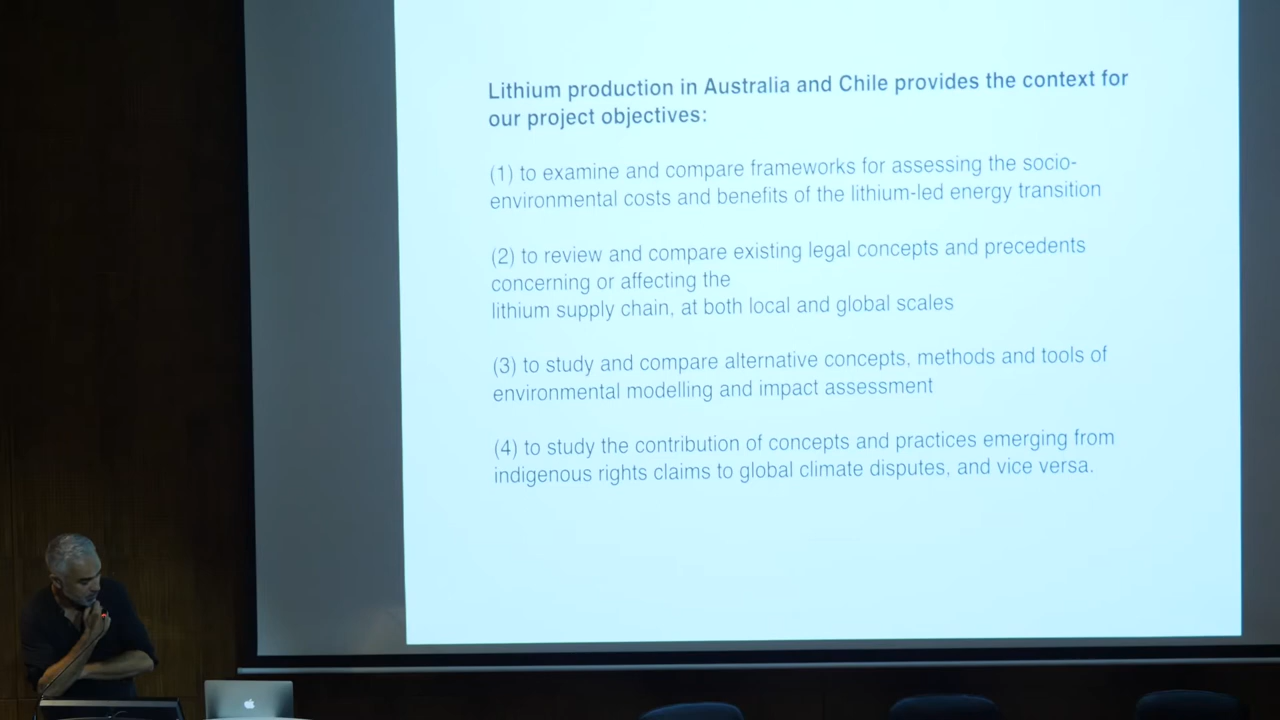 Lithium production in Australia and Chile provides the context for
our project objectives:
(1) to examine and compare frameworks for assessing the socio-
environmental costs and benefits of the lithium-led energy transition
(2) to review and compare existing legal concepts and precedents
concerning or affecting the
lithium supply chain, at both local and global scales
(3) to study and compare alternative concepts, methods and tools of
environmental modelling and impact assessment
(4) to study the contribution of concepts and practices emerging from
indigenous rights claims to global climate disputes, and vice versa.